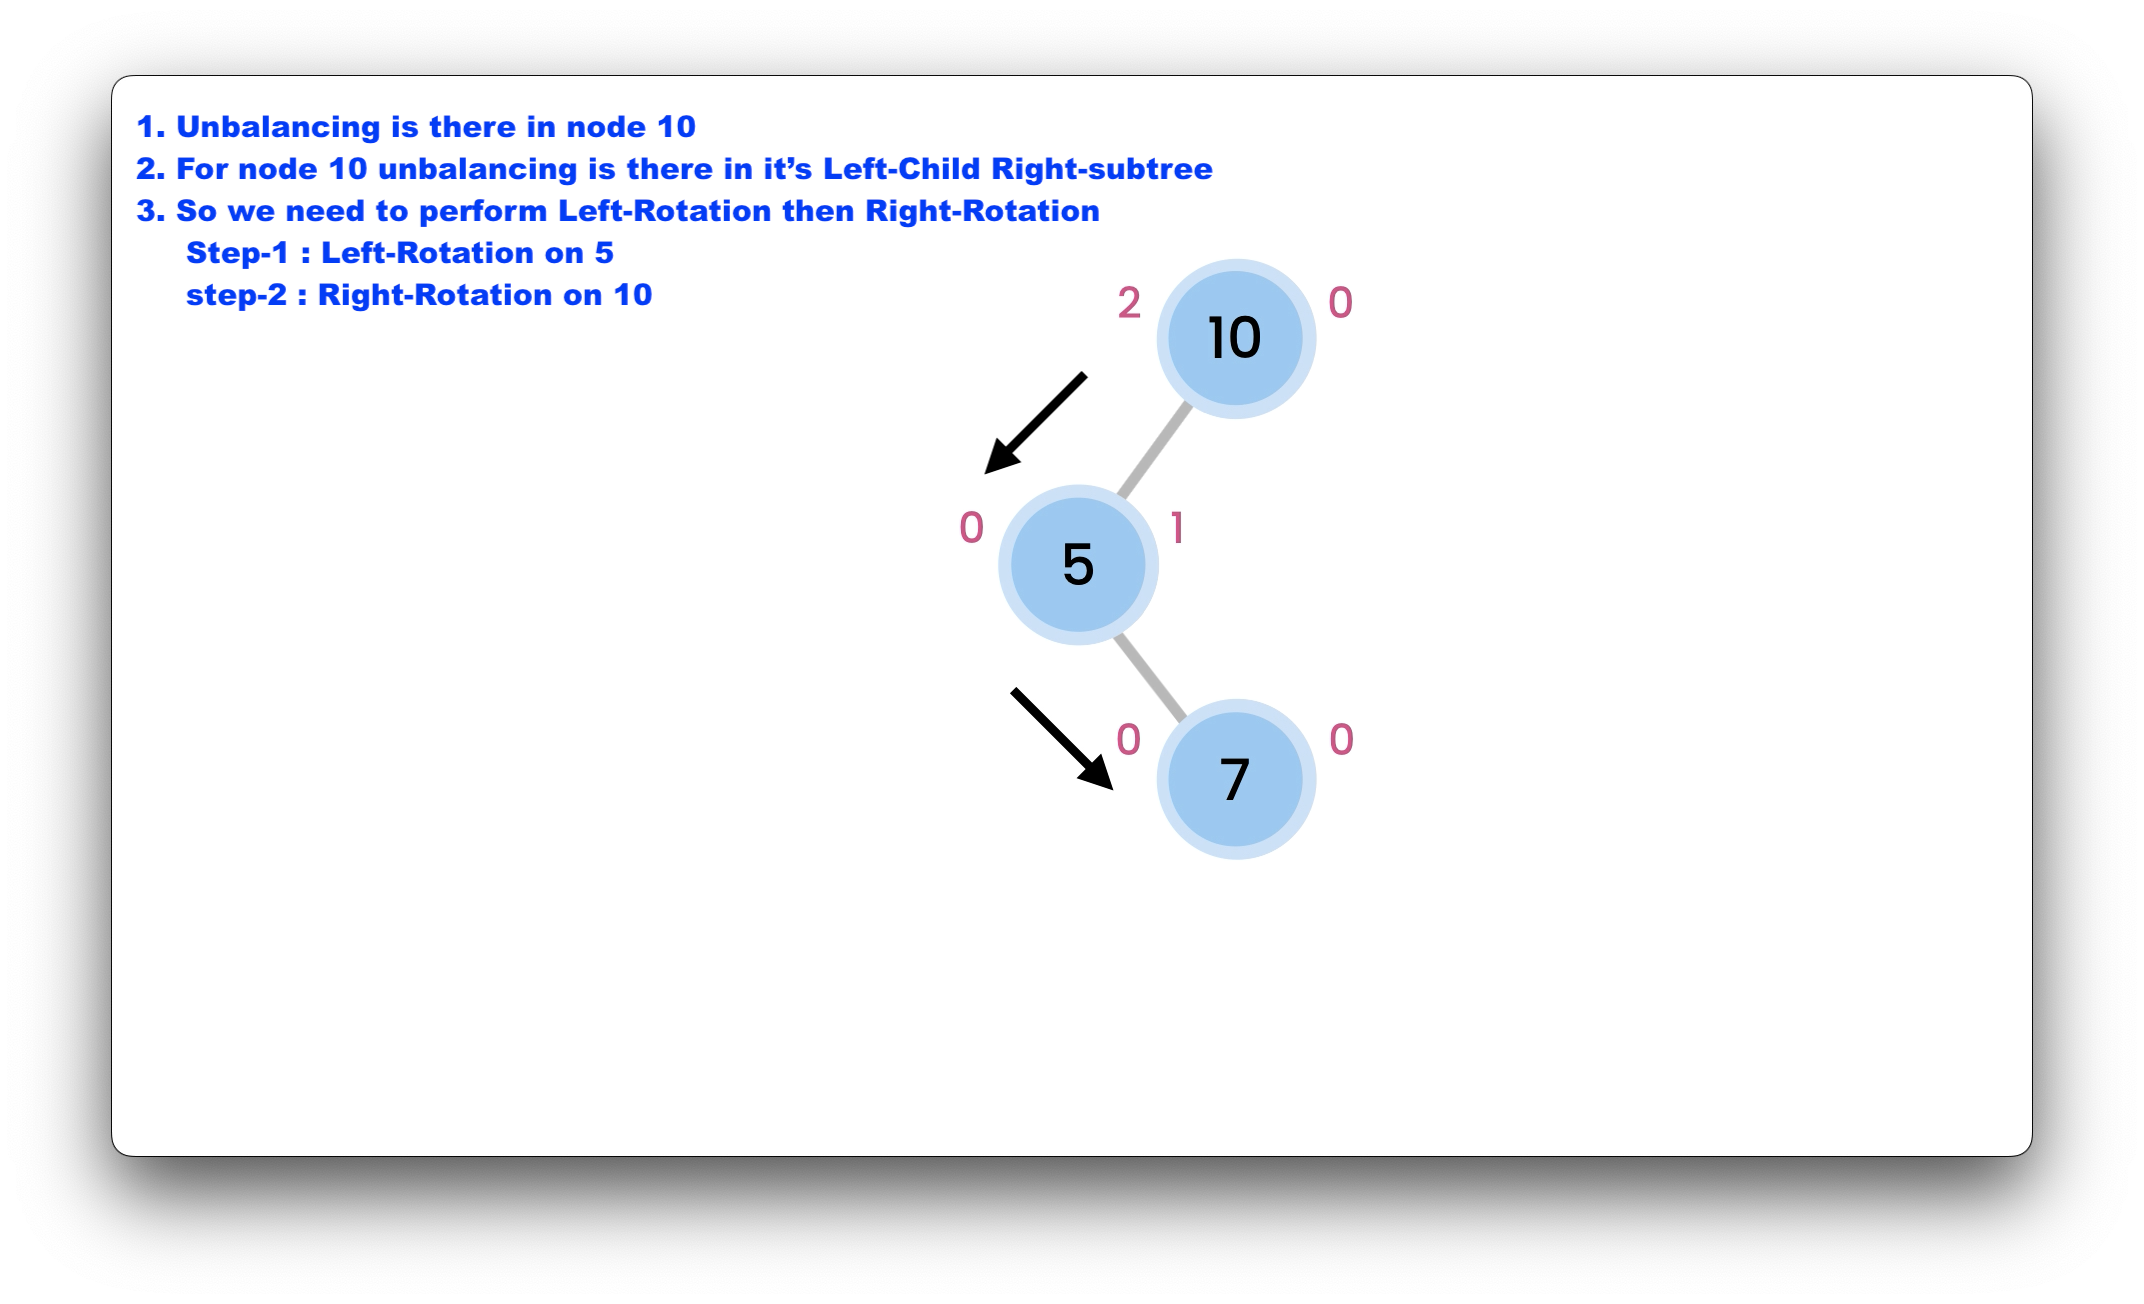 1. Unbalancing is there in node 10
2. For node 10 unbalancing is there in it’s Left-Child Right-subtree
3. So we need to perform Left-Rotation then Right-Rotation
Step-1 : Left-Rotation on 5
step-2 : Right-Rotation on 10
2 10 0
0 5 1
0 7 0